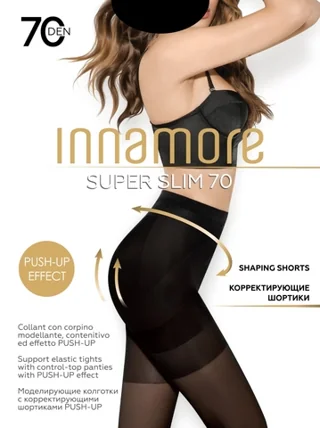 70 DEN
innamore
SUPER SLIM 70
PUSH-UP
EFFECT
SHAPING SHORTS
КОРРЕКТИРУЮЩИЕ
ШОРТИКИ
Collant con corpino
modellante, contenitivo
ed effetto PUSH-UP
Support elastic tights
with control-top panties
with PUSH-UP effect
Моделирующие колготки
с корректирующими
шортиками PUSH-UP